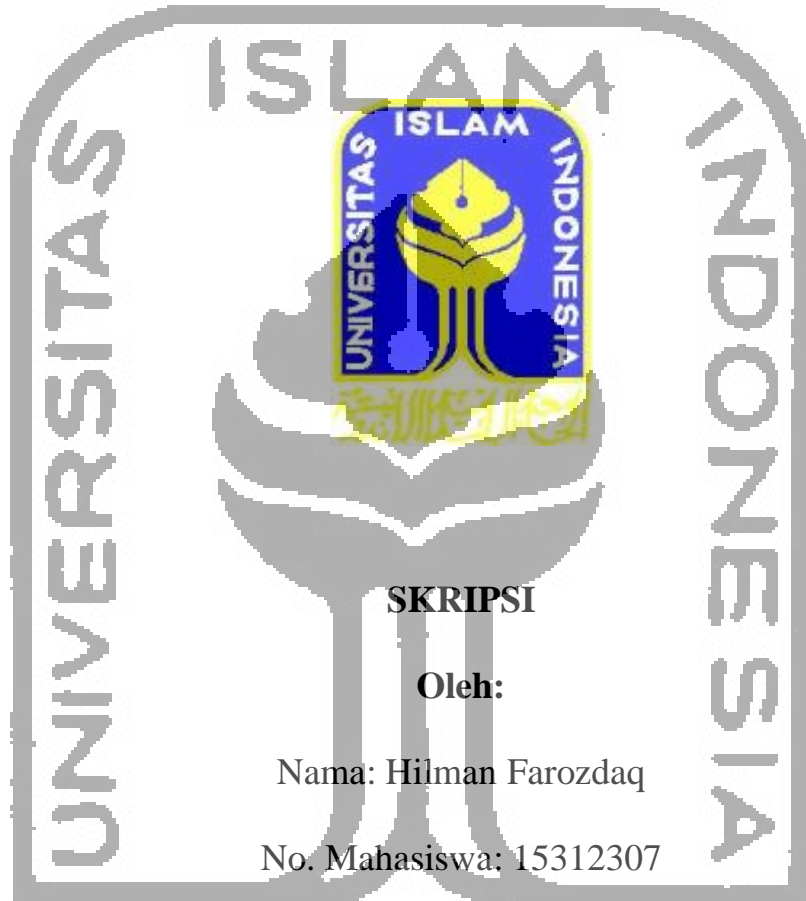 ISLAM
UNIVERSITAS
INDONESIA
ISLAM
UNIVERSITAS
INDONESIA
SKRIPSI
Oleh:
Nama: Hilman Farozdaq
No. Mahasiswa: 15312307